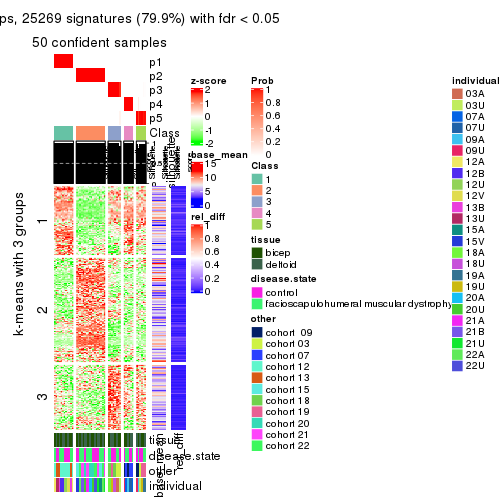 ps, 25269 signatures (79.9%) with fdr < 0.05
50 confident samples
p1
p2
p3
p4
p5
Class
silhouette
k-means with 3 groups
1
2
3
tissue
disease.state
other
individual
base_mean
rel_diff
z-score
2
1
0
-1
-2
base_mean
15
10
5
0
rel_diff
1
0.8
0.6
0.4
0.2
0
Prob
1
0.8
0.6
0.4
0.2
0
Class
1
2
3
4
5
tissue
bicep
deltoid
disease.state
control
facioscapulohumeral muscular dystrophy
other
cohort 09
cohort 03
cohort 07
cohort 12
cohort 13
cohort 15
cohort 18
cohort 19
cohort 20
cohort 21
cohort 22
individual
03A
03U
07A
07U
09A
09U
12A
12B
12U
12V
13B
13U
15A
15V
18A
18U
19A
19U
20A
20U
21A
21B
21U
22A
22U